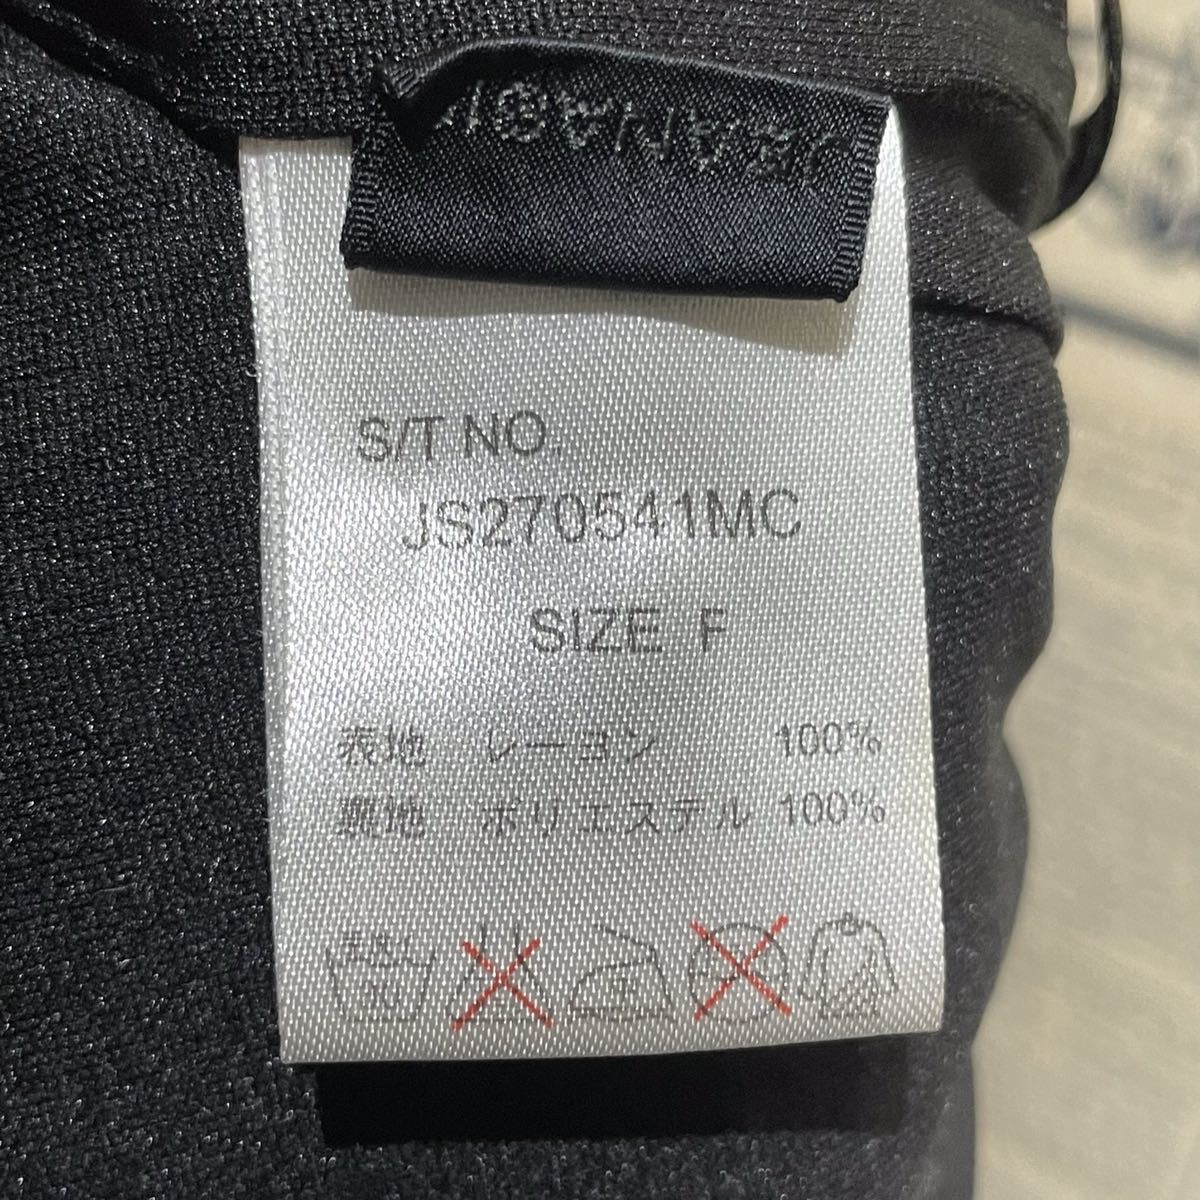 S/T NO.
JS270541MC
SIZE F
表地 レーヨン 100%
裏地 ポリエステル 100%